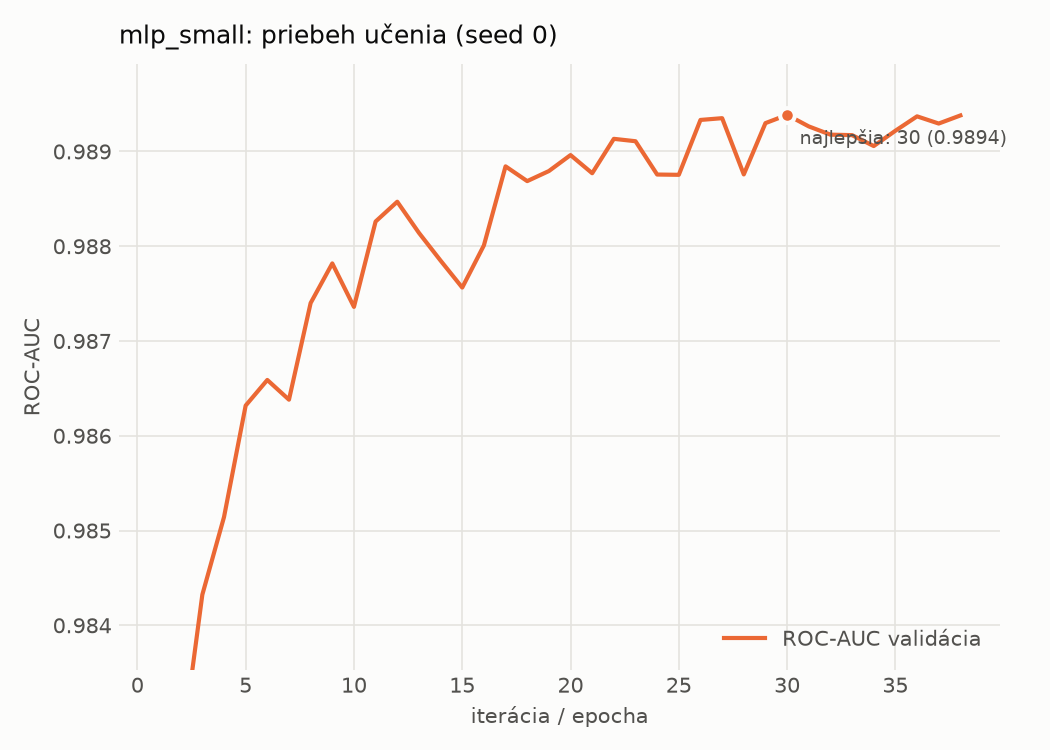 mlp_small: priebeh učenia (seed 0)
ROC-AUC
0.989
0.988
0.987
0.986
0.985
0.984
najlepšia: 30 (0.9894)
ROC-AUC validácia
0 5 10 15 20 25 30 35
iterácia / epocha